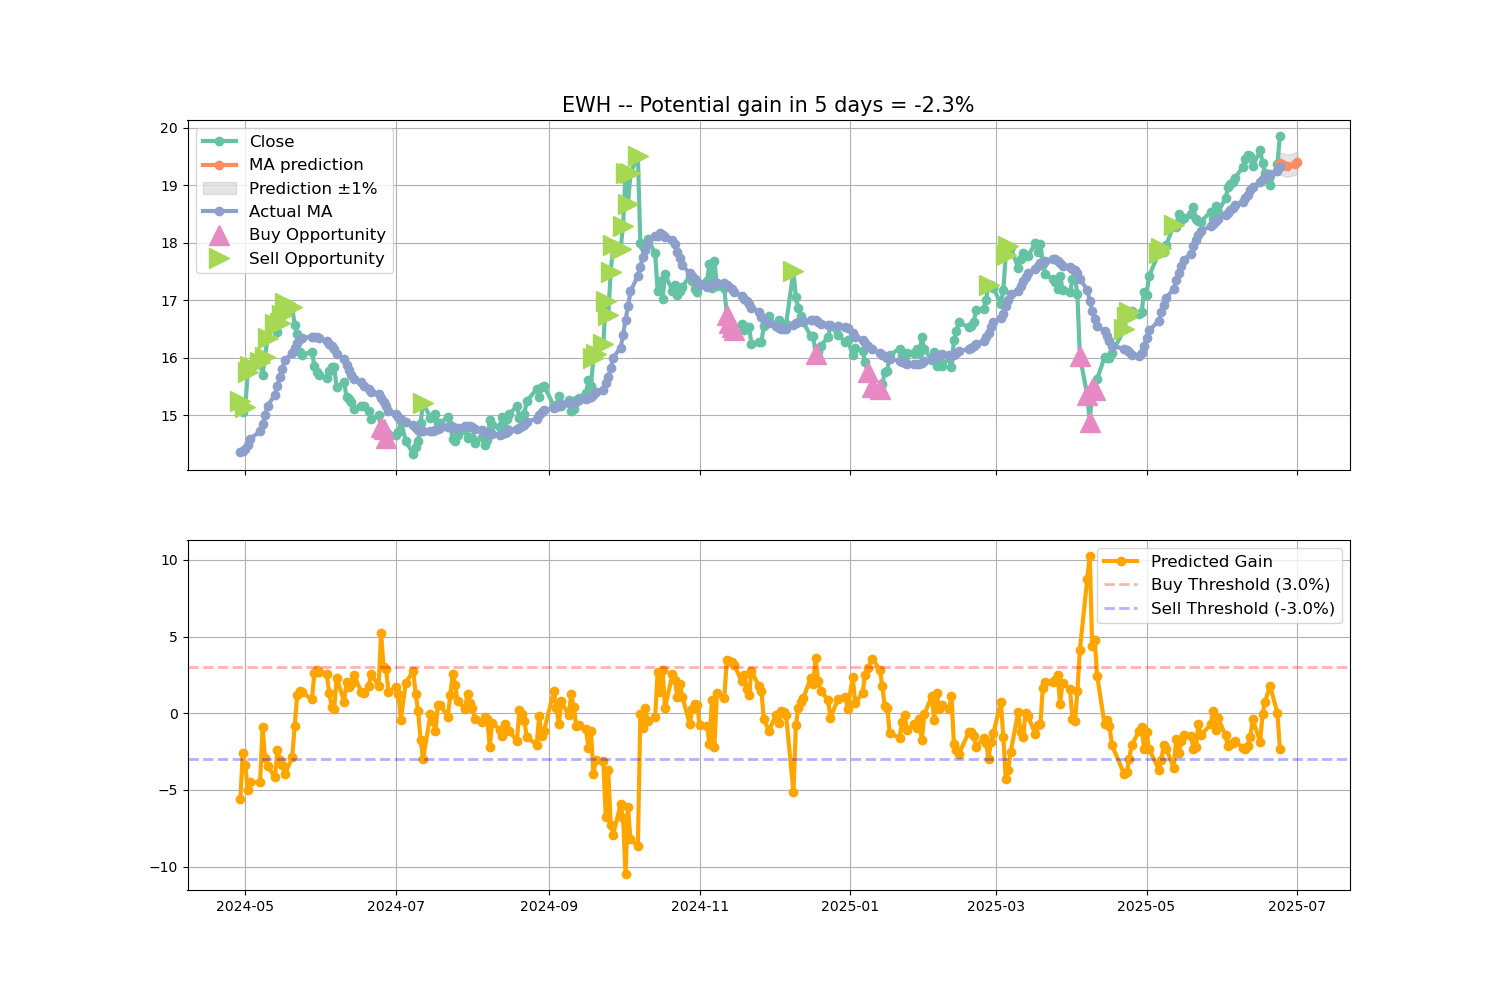 EWH -- Potential gain in 5 days = -2.3%
20
19
18
17
16
15
Close
MA prediction
Prediction ±1%
Actual MA
Buy Opportunity
Sell Opportunity
10
5
0
−5
−10
Predicted Gain
Buy Threshold (3.0%)
Sell Threshold (-3.0%)
2024-05
2024-07
2024-09
2024-11
2025-01
2025-03
2025-05
2025-07